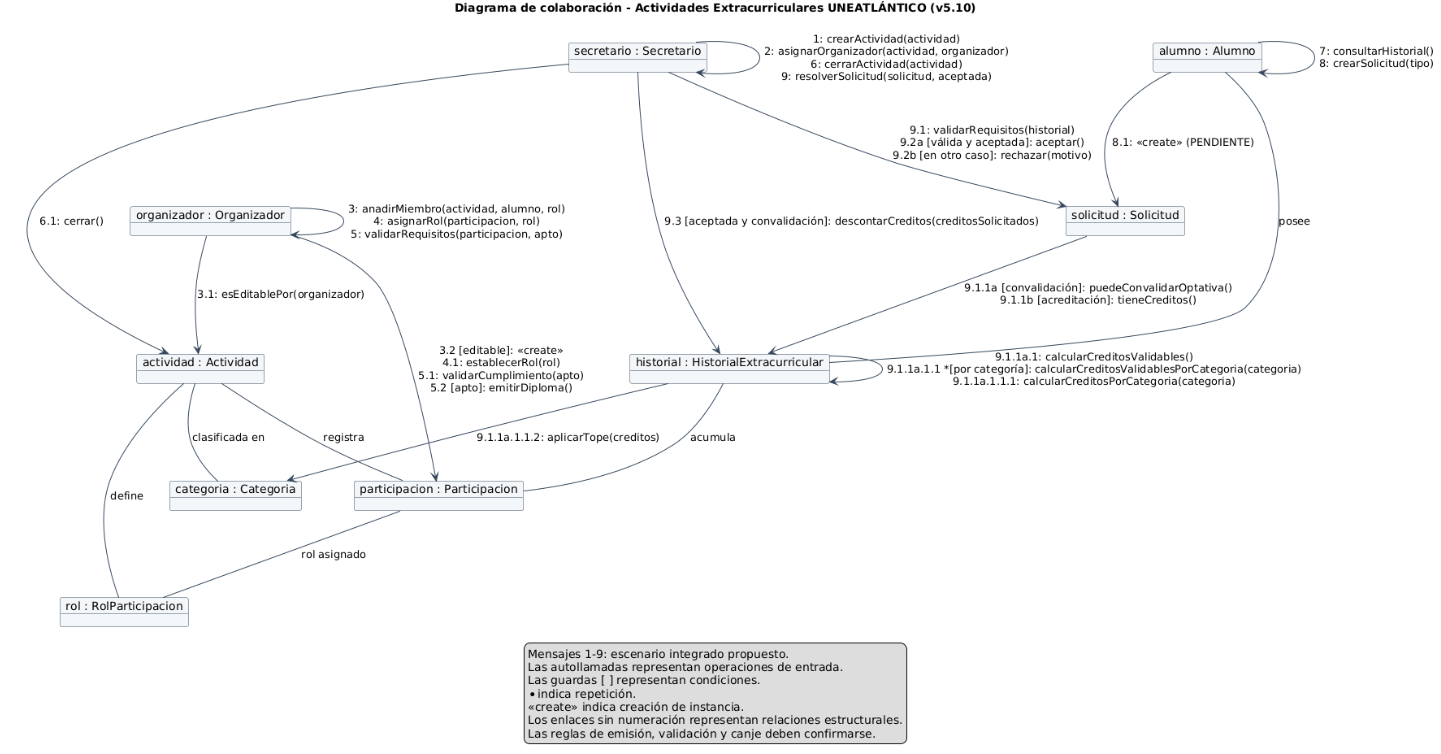 Diagrama de colaboración - Actividades Extracurriculares UNEATLÁNTICO (v5.10)
secretario : Secretario
1: crearActividad(actividad)
2: asignarOrganizador(actividad, organizador)
6: cerrarActividad(actividad)
9: resolverSolicitud(solicitud, aceptada)
alumno : Alumno
7: consultarHistorial()
8: crearSolicitud(tipo)
9.1: validarRequisitos(historial)
9.2a [válida y aceptada]: aceptar()
9.2b [en otro caso]: rechazar(motivo)
8.1: «create» (PENDIENTE)
6.1: cerrar()
organizador : Organizador
3: anadirMiembro(actividad, alumno, rol)
4: asignarRol(participacion, rol)
5: validarRequisitos(participacion, apto)
9.3 [aceptada y convalidación]: descontarCreditos(creditosSolicitados)
solicitud : Solicitud
posee
3.1: esEditablePor(organizador)
9.1.1a [convalidación]: puedeConvalidarOptativa()
9.1.1b [acreditación]: tieneCreditos()
actividad : Actividad
3.2 [editable]: «create»
4.1: establecerRol(rol)
5.1: validarCumplimiento(apto)
5.2 [apto]: emitirDiploma()
historial : HistorialExtracurricular
9.1.1a.1: calcularCreditosValidables()
9.1.1a.1.1 *[por categoría]: calcularCreditosValidablesPorCategoria(categoria)
9.1.1a.1.1.1: calcularCreditosPorCategoria(categoria)
clasificada en
registra
9.1.1a.1.1.2: aplicarTope(creditos)
acumula
define
categoria : Categoria
participacion : Participacion
rol asignado
rol : RolParticipacion
Mensajes 1-9: escenario integrado propuesto.
Las autollamadas representan operaciones de entrada.
Las guardas [ ] representan condiciones.
• indica repetición.
«create» indica creación de instancia.
Los enlaces sin numeración representan relaciones estructurales.
Las reglas de emisión, validación y canje deben confirmarse.